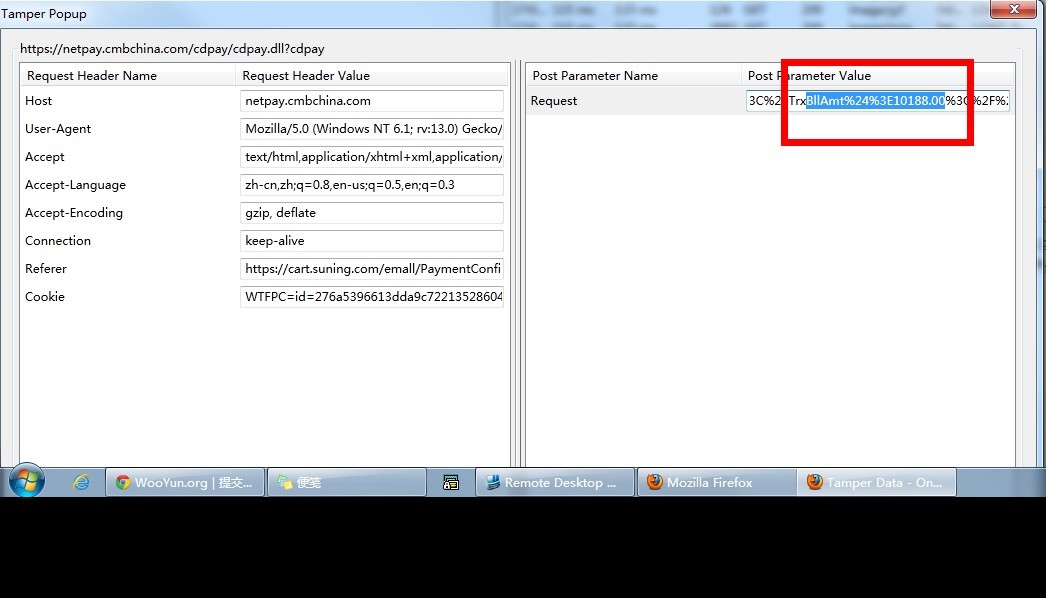 Tamper Popup
https://netpay.cmbchina.com/cdpay/cdpay.dll?cdpay
Request Header Name
Request Header Value
Post Parameter Name
Post Parameter Value
Host
netpay.cmbchina.com
Request
TrxBllAmt%24%3E10188.00%3C%2F%
User-Agent
Mozilla/5.0 (Windows NT 6.1; rv:13.0) Gecko/
Accept
text/html,application/xhtml+xml,application/
Accept-Language
zh-cn,zh;q=0.8,en-us;q=0.5,en;q=0.3
Accept-Encoding
gzip, deflate
Connection
keep-alive
Referer
https://cart.suning.com/emall/PaymentConfi
Cookie
WTFPC=id=276a5396613dda9c72213528604
WooYun.org | 提交...
便笺
Remote Desktop ...
Mozilla Firefox
Tamper Data - On...